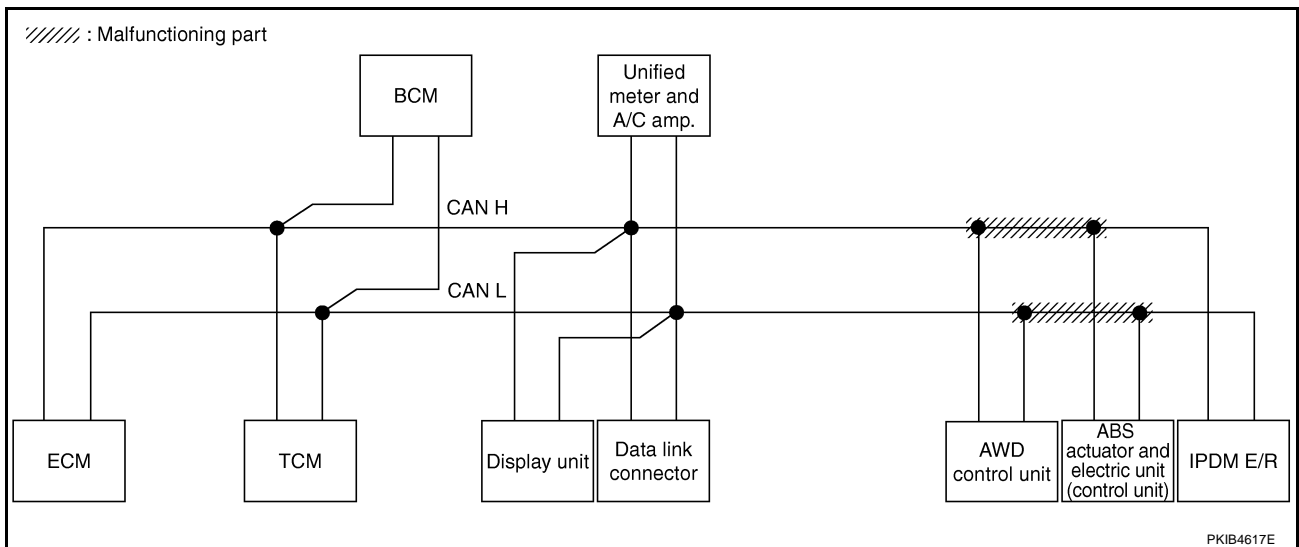 : Malfunctioning part
BCM
Unified
meter and
A/C amp.
CAN H
CAN L
ECM
TCM
Display unit
Data link
connector
AWD
control unit
ABS
actuator and
electric unit
(control unit)
IPDM E/R
PKIB4617E